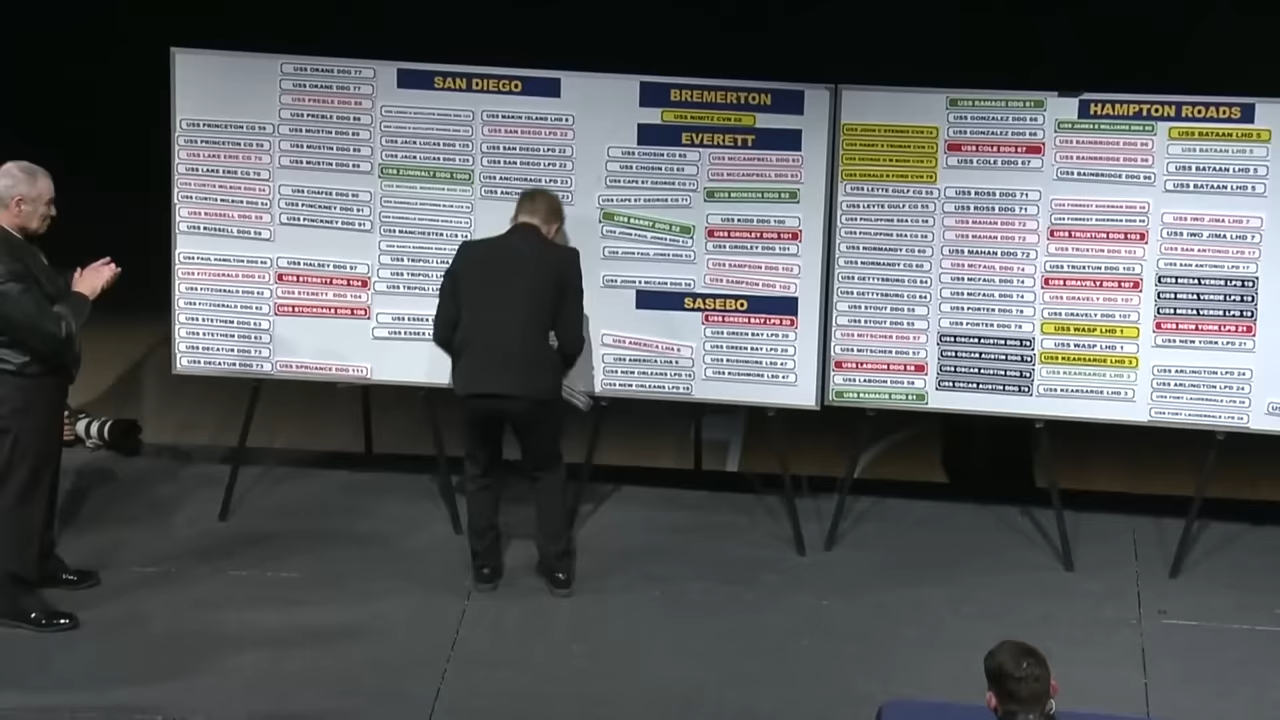 USS PRINCETON CG 59
USS PRINCETON CG 59
USS LAKE ERIE CG 70
USS LAKE ERIE CG 70
USS CURTIS WILBUR DDG 54
USS CURTIS WILBUR DDG 54
USS RUSSELL DDG 59
USS RUSSELL DDG 59
USS PAUL HAMILTON DDG 60
USS FITZGERALD DDG 62
USS FITZGERALD DDG 62
USS FITZGERALD DDG 62
USS STETHEM DDG 63
USS STETHEM DDG 63
USS DECATUR DDG 73
USS DECATUR DDG 73
USS OKANE DDG 77
USS OKANE DDG 77
USS PREBLE DDG 88
USS PREBLE DDG 88
USS MUSTIN DDG 89
USS MUSTIN DDG 89
USS MUSTIN DDG 89
USS CHAFEE DDG 90
USS PINCKNEY DDG 91
USS PINCKNEY DDG 91
USS HALSEY DDG 97
USS STERETT DDG 104
USS STERETT DDG 104
USS STOCKDALE DDG 106
USS SPRUANCE DDG 111
SAN DIEGO
USS JACK LUCAS DDG 125
USS JACK LUCAS DDG 125
USS ZUMWALT DDG 1000
USS MICHAEL MONSOOR DDG 1001
USS MANCHESTER LCS 14
USS TRIPOLI LHA
USS TRIPOLI LH
USS TRIPOLI L
USS ESSEX
USS ESSEX
USS MAKIN ISLAND LHD 8
USS SAN DIEGO LPD 22
USS SAN DIEGO LPD 22
USS SAN DIEGO LPD 22
USS ANCHORAGE LPD 23
USS ANCHO
BREMERTON
USS NIMITZ CVN 68
EVERETT
USS CHOSIN CG 65
USS CHOSIN CG 65
USS CAPE ST GEORGE CG 71
USS CAPE ST GEORGE CG 71
USS BARRY DDG 52
USS JOHN PAUL JONES DDG 53
USS JOHN PAUL JONES DDG 53
USS JOHN S MCCAIN DDG 56
USS MCCAMPBELL DDG 85
USS MCCAMPBELL DDG 85
USS MOMSEN DDG 92
USS KIDD DDG 100
USS GRIDLEY DDG 101
USS GRIDLEY DDG 101
USS SAMPSON DDG 102
USS SAMPSON DDG 102
SASEBO
USS AMERICA LHA 6
USS AMERICA LHA 6
USS NEW ORLEANS LPD 18
USS NEW ORLEANS LPD 18
USS GREEN BAY LPD 20
USS GREEN BAY LPD 20
USS GREEN BAY LPD 20
USS RUSHMORE LSD 47
USS RUSHMORE LSD 47
USS JOHN C STENNIS CVN 74
USS HARRY S TRUMAN CVN 75
USS GEORGE H W BUSH CVN 77
USS GERALD R FORD CVN 78
USS LEYTE GULF CG 55
USS LEYTE GULF CG 55
USS PHILIPPINE SEA CG 58
USS PHILIPPINE SEA CG 58
USS NORMANDY CG 60
USS NORMANDY CG 60
USS GETTYSBURG CG 64
USS GETTYSBURG CG 64
USS STOUT DDG 55
USS STOUT DDG 55
USS MITSCHER DDG 57
USS MITSCHER DDG 57
USS LABOON DDG 58
USS LABOON DDG 58
USS RAMAGE DDG 61
USS RAMAGE DDG 61
USS GONZALEZ DDG 66
USS GONZALEZ DDG 66
USS COLE DDG 67
USS COLE DDG 67
USS ROSS DDG 71
USS ROSS DDG 71
USS MAHAN DDG 72
USS MAHAN DDG 72
USS MAHAN DDG 72
USS MCFAUL DDG 74
USS MCFAUL DDG 74
USS MCFAUL DDG 74
USS PORTER DDG 78
USS PORTER DDG 78
USS OSCAR AUSTIN DDG 79
USS OSCAR AUSTIN DDG 79
USS OSCAR AUSTIN DDG 79
USS OSCAR AUSTIN DDG 79
HAMPTON ROADS
USS JAMES E WILLIAMS DDG 95
USS BAINBRIDGE DDG 96
USS BAINBRIDGE DDG 96
USS BAINBRIDGE DDG 96
USS FORREST SHERMAN DDG 98
USS FORREST SHERMAN DDG 98
USS TRUXTUN DDG 103
USS TRUXTUN DDG 103
USS TRUXTUN DDG 103
USS GRAVELY DDG 107
USS GRAVELY DDG 107
USS GRAVELY DDG 107
USS WASP LHD 1
USS WASP LHD 1
USS KEARSARGE LHD 3
USS KEARSARGE LHD 3
USS KEARSARGE LHD 3
USS BATAAN LHD 5
USS BATAAN LHD 5
USS BATAAN LHD 5
USS BATAAN LHD 5
USS IWO JIMA LHD 7
USS IWO JIMA LHD 7
USS SAN ANTONIO LPD 17
USS SAN ANTONIO LPD 17
USS MESA VERDE LPD 19
USS MESA VERDE LPD 19
USS MESA VERDE LPD 19
USS NEW YORK LPD 21
USS NEW YORK LPD 21
USS ARLINGTON LPD 24
USS ARLINGTON LPD 24
USS FORT LAUDERDALE LPD 28
USS FORT LAUDERDALE LPD 28